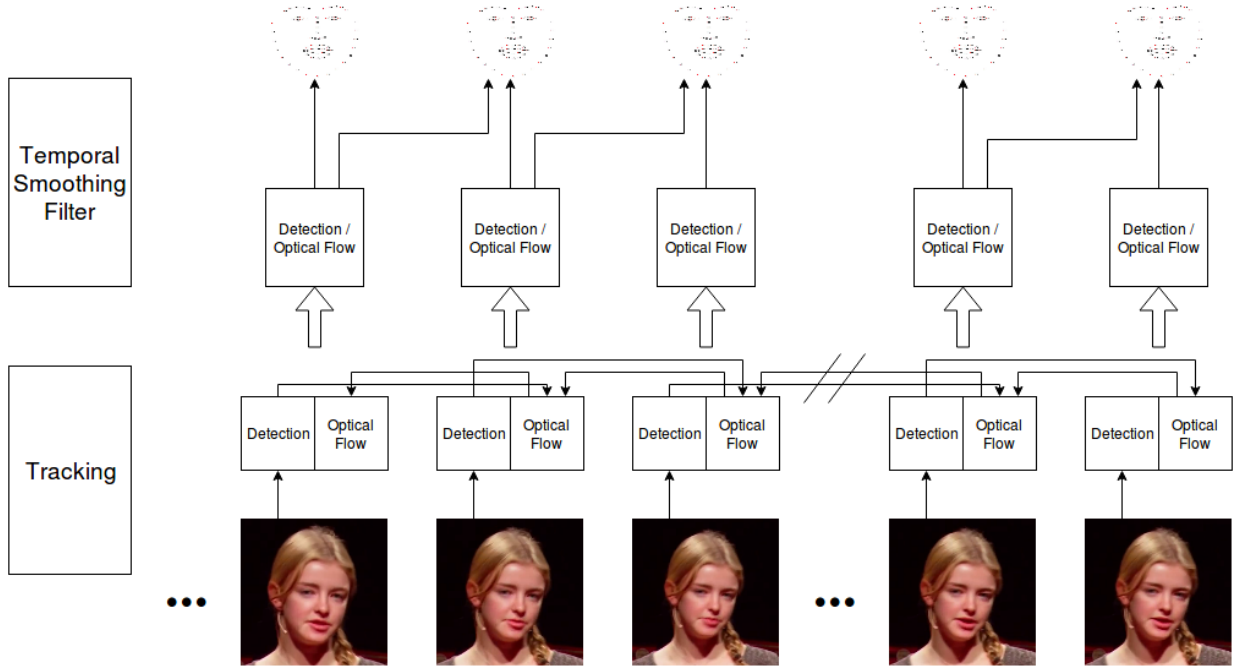 Temporal
Smoothing
Filter
Detection /
Optical Flow
Detection /
Optical Flow
Detection /
Optical Flow
Detection /
Optical Flow
Detection /
Optical Flow
Tracking
Detection
Optical
Flow
Detection
Optical
Flow
Detection
Optical
Flow
Detection
Optical
Flow
Detection
Optical
Flow